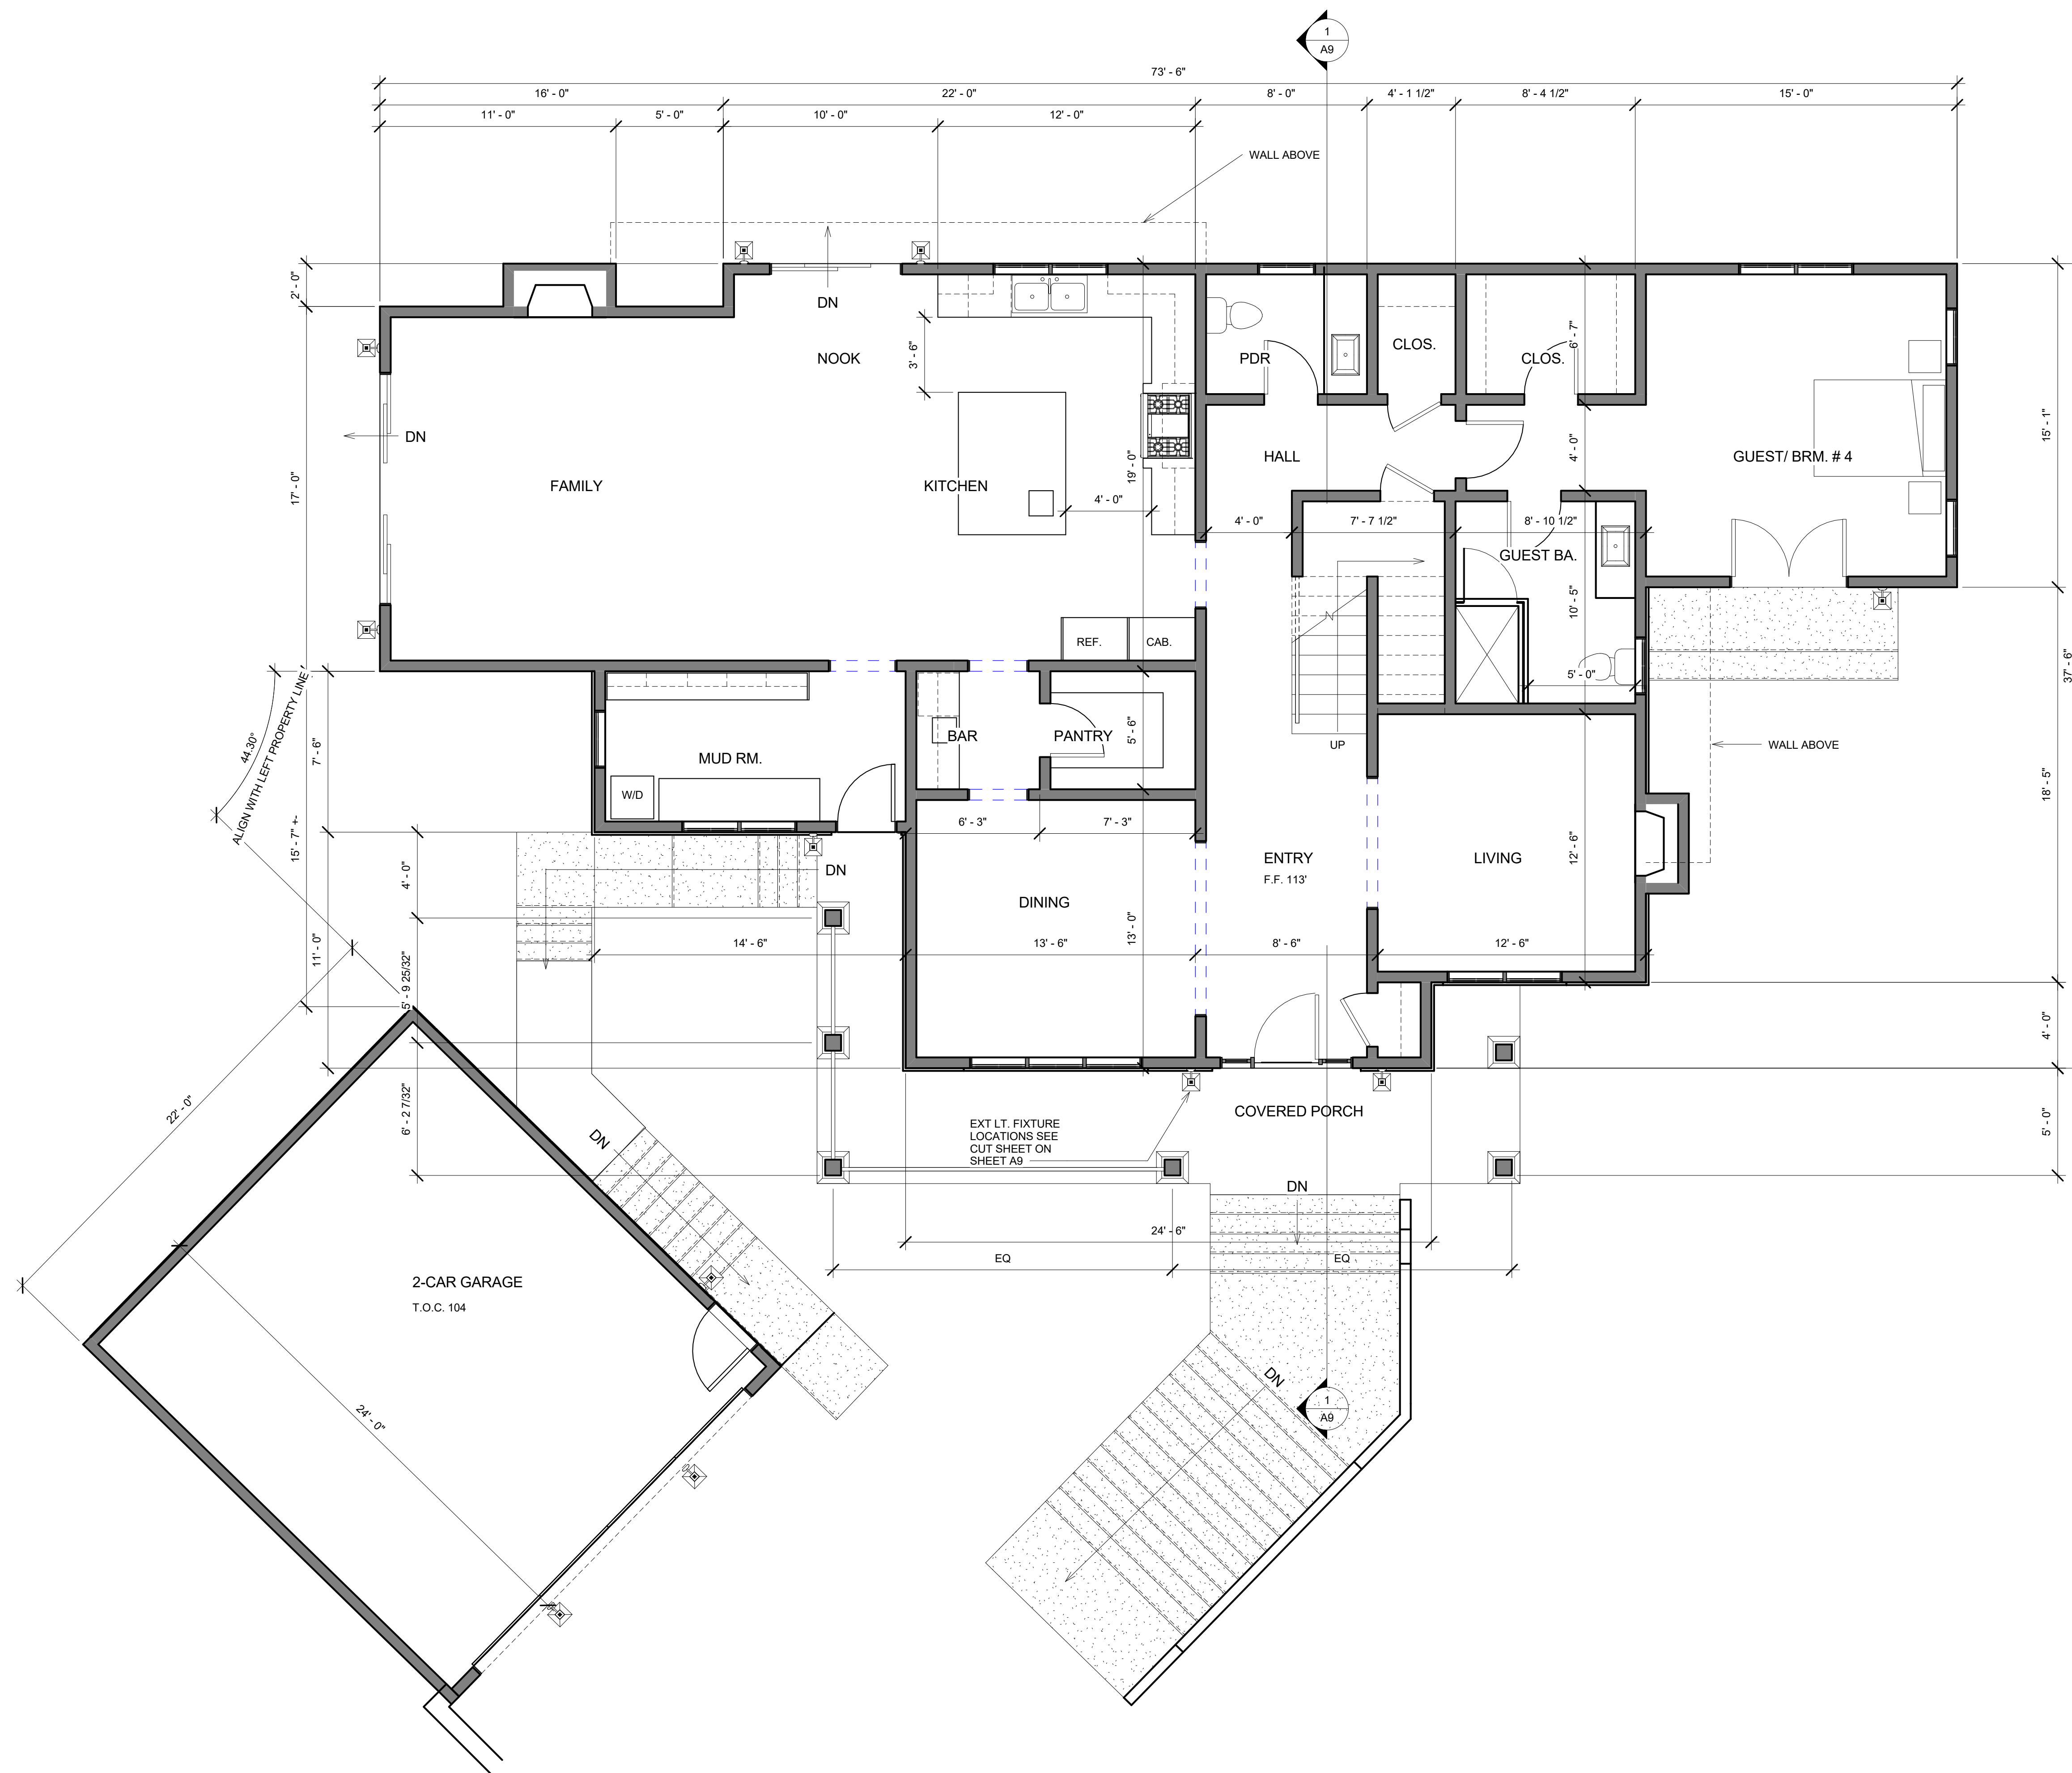 1
A9
73' - 6"
16' - 0"
22' - 0"
8' - 0"
4' - 1 1/2"
8' - 4 1/2"
15' - 0"
11' - 0"
5' - 0"
10' - 0"
12' - 0"
WALL ABOVE
2' - 0"
DN
NOOK
3' - 6"
PDR
CLOS.
CLOS.
6' - 7"
15' - 1"
DN
17' - 0"
FAMILY
KITCHEN
19' - 0"
4' - 0"
HALL
4' - 0"
GUEST/ BRM. # 4
4' - 0"
7' - 7 1/2"
8' - 10 1/2"
GUEST BA.
10' - 5"
REF.
CAB.
5' - 0"
37' - 6"
44.30°
ALIGN WITH LEFT PROPERTY LINE
7' - 6"
MUD RM.
W/D
BAR
PANTRY
5' - 6"
UP
WALL ABOVE
18' - 5"
15' - 7" +-
6' - 3"
7' - 3"
4' - 0"
DN
ENTRY
F.F. 113'
LIVING
12' - 6"
DINING
13' - 0"
11' - 0"
14' - 6"
13' - 6"
8' - 6"
12' - 6"
5' - 9 25/32"
4' - 0"
22' - 0"
6' - 2 7/32"
DN
EXT LT. FIXTURE
LOCATIONS SEE
CUT SHEET ON
SHEET A9
COVERED PORCH
5' - 0"
DN
24' - 6"
EQ
EQ
2-CAR GARAGE
T.O.C. 104
24' - 0"
DN
1
A9